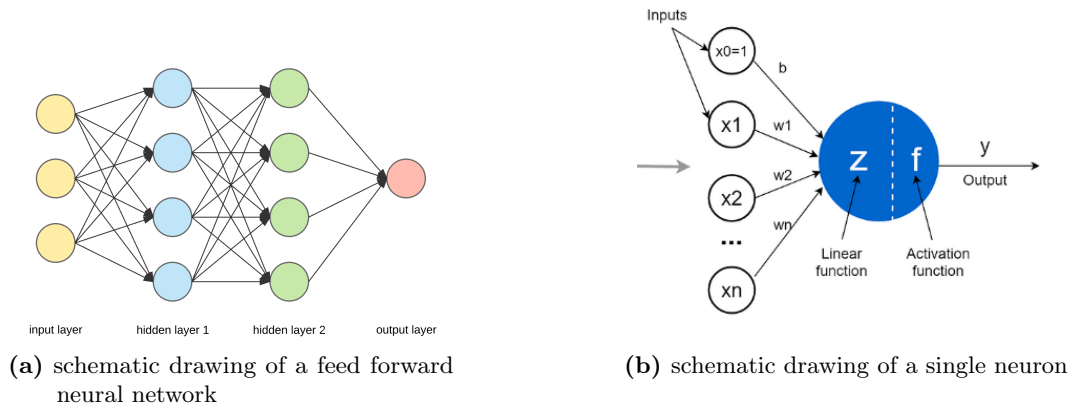 input layer
hidden layer 1
hidden layer 2
output layer
(a) schematic drawing of a feed forward
neural network
Inputs
x0=1
b
x1
w1
x2
w2
...
wn
xn
z
f
y
Output
Linear
function
Activation
function
(b) schematic drawing of a single neuron